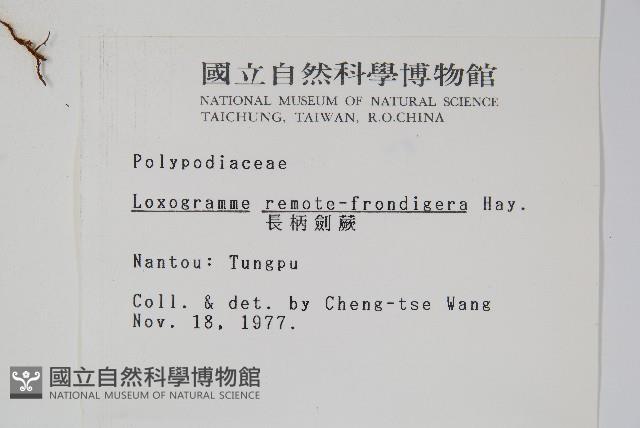 國立自然科學博物館
NATIONAL MUSEUM OF NATURAL SCIENCE
TAICHUNG, TAIWAN, R.O.CHINA
Polypodiaceae
Loxogramme remote-frondigera Hay.
長柄劍蕨
Nantou: Tungpu
Coll. & det. by Cheng-tse Wang
Nov. 18, 1977.
國立自然科學博物館
NATIONAL MUSEUM OF NATURAL SCIENCE